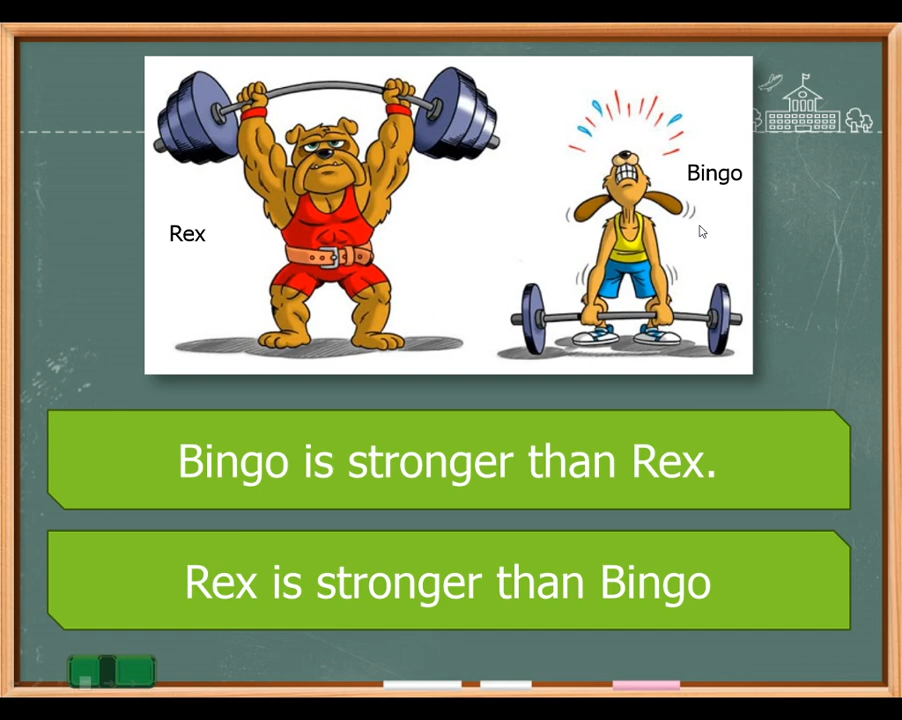 Rex
Bingo
Bingo is stronger than Rex.
Rex is stronger than Bingo